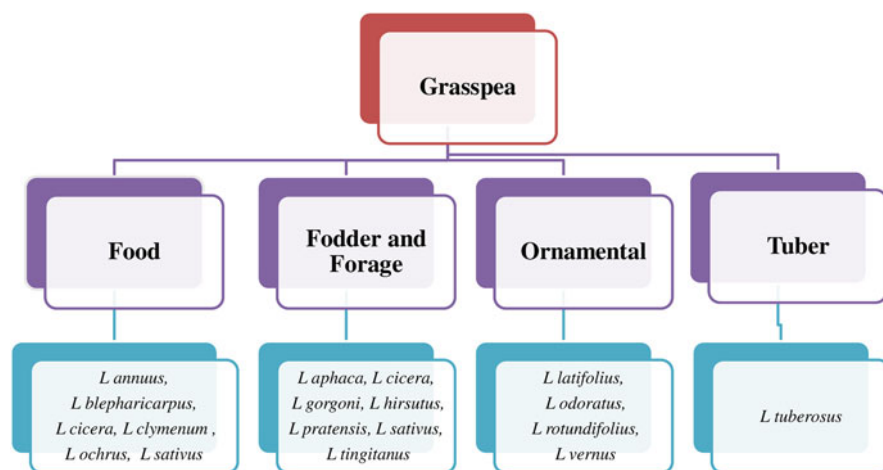 Grasspea
Food
Fodder and
Forage
Ornamental
Tuber
L annuus,
L blepharicarpus,
L cicera, L clymenum ,
L ochrus, L sativus
L aphaca, L cicera,
L gorgoni, L hirsutus,
L pratensis, L sativus,
L tingitanus
L latifolius,
L odoratus,
L rotundifolius,
L vernus
L tuberosus